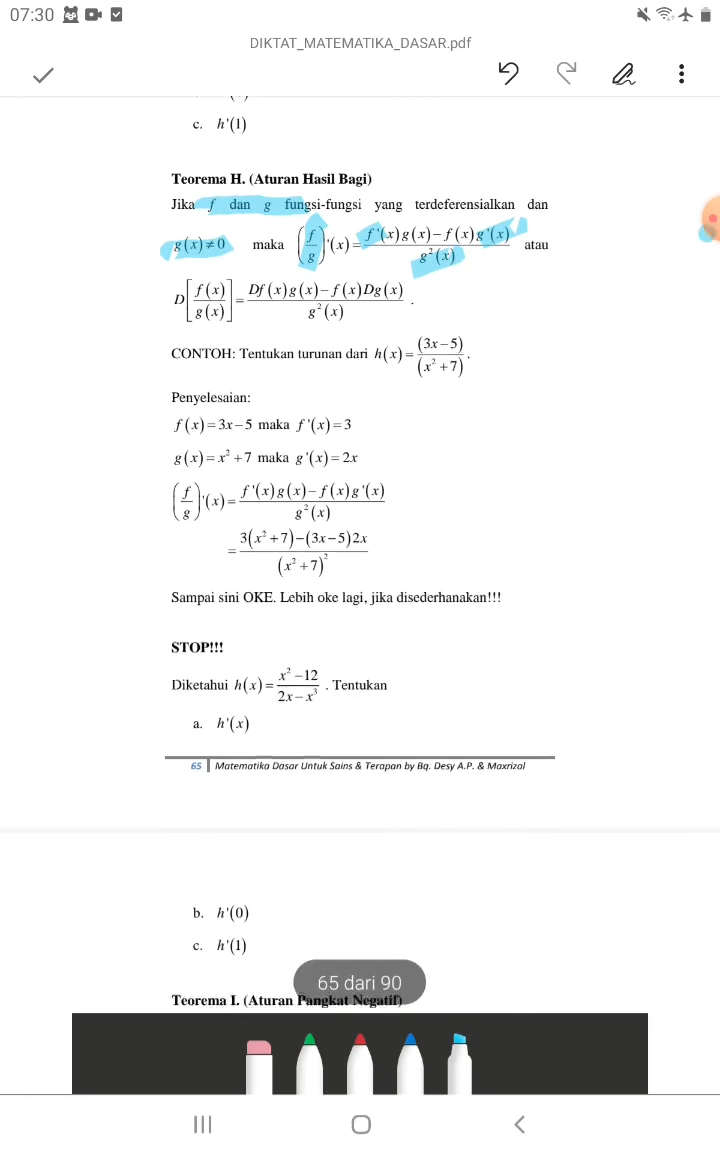 07:30
DIKTAT_MATEMATIKA_DASAR.pdf
c. h'(1)
Teorema H. (Aturan Hasil Bagi)
Jika f dan g fungsi-fungsi yang terdeferensialkan dan
g(x)≠0 maka (f/g)'(x)=(f'(x)g(x)−f(x)g'(x))/(g²(x)) atau
D[f(x)/g(x)]=(Df(x)g(x)−f(x)Dg(x))/(g²(x)) .
CONTOH: Tentukan turunan dari h(x)=(3x−5)/(x²+7) .
Penyelesaian:
f(x)=3x−5 maka f'(x)=3
g(x)=x²+7 maka g'(x)=2x
(f/g)'(x)=(f'(x)g(x)−f(x)g'(x))/(g²(x))
=(3(x²+7)−(3x−5)2x)/((x²+7)²)
Sampai sini OKE. Lebih oke lagi, jika disederhanakan!!!
STOP!!!
Diketahui h(x)=(x²−12)/(2x−x³) . Tentukan
a. h'(x)
65 | Matematika Dasar Untuk Sains & Terapan by Bq. Desy A.P. & Maxrizal
b. h'(0)
c. h'(1)
65 dari 90
Teorema I. (Aturan Pangkat Negatif)